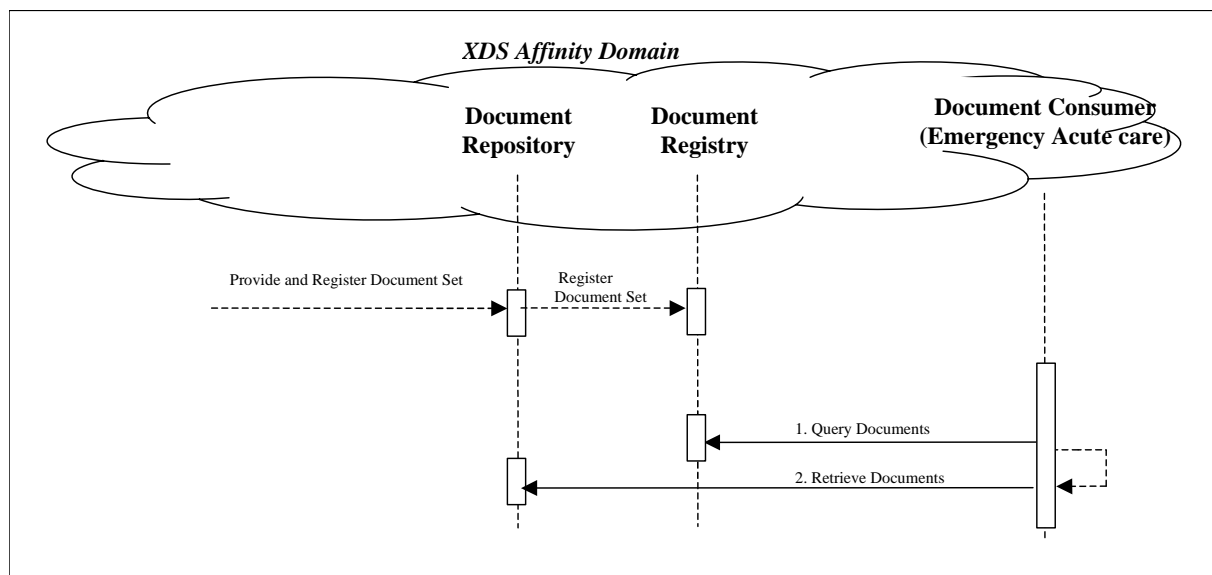 XDS Affinity Domain
Document
Repository
Document
Registry
Document Consumer
(Emergency Acute care)
Provide and Register Document Set
Register
Document Set
1. Query Documents
2. Retrieve Documents